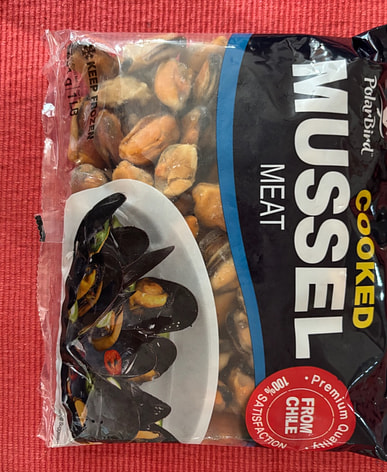 PolarBird
COOKED
MUSSEL
MEAT
• Premium Quality •
FROM
CHILE
100%
SATISFACTION
KEEP FROZEN